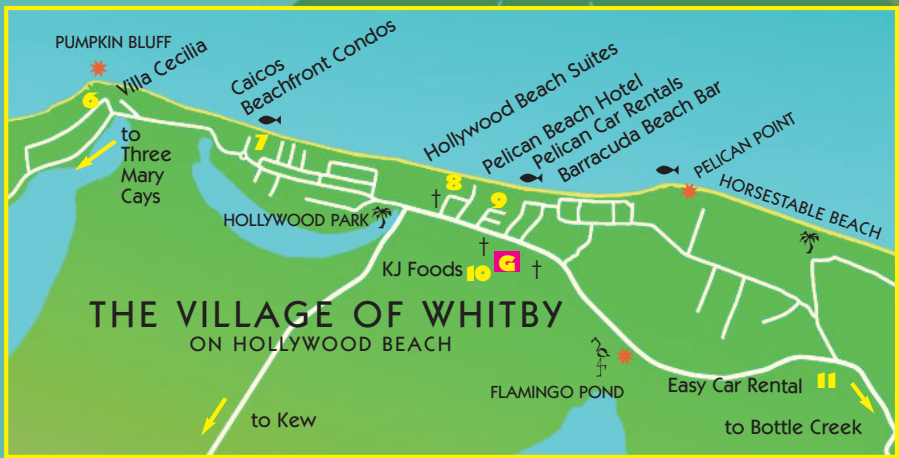 PUMPKIN BLUFF
6
Villa Cecilia
Caicos
Beachfront Condos
7
Hollywood Beach Suites
8
Pelican Beach Hotel
9
Pelican Car Rentals
Barracuda Beach Bar
PELICAN POINT
HORSESTABLE BEACH
to
Three
Mary
Cays
HOLLYWOOD PARK
KJ Foods
10
G
THE VILLAGE OF WHITBY
ON HOLLYWOOD BEACH
FLAMINGO POND
Easy Car Rental
11
to Kew
to Bottle Creek